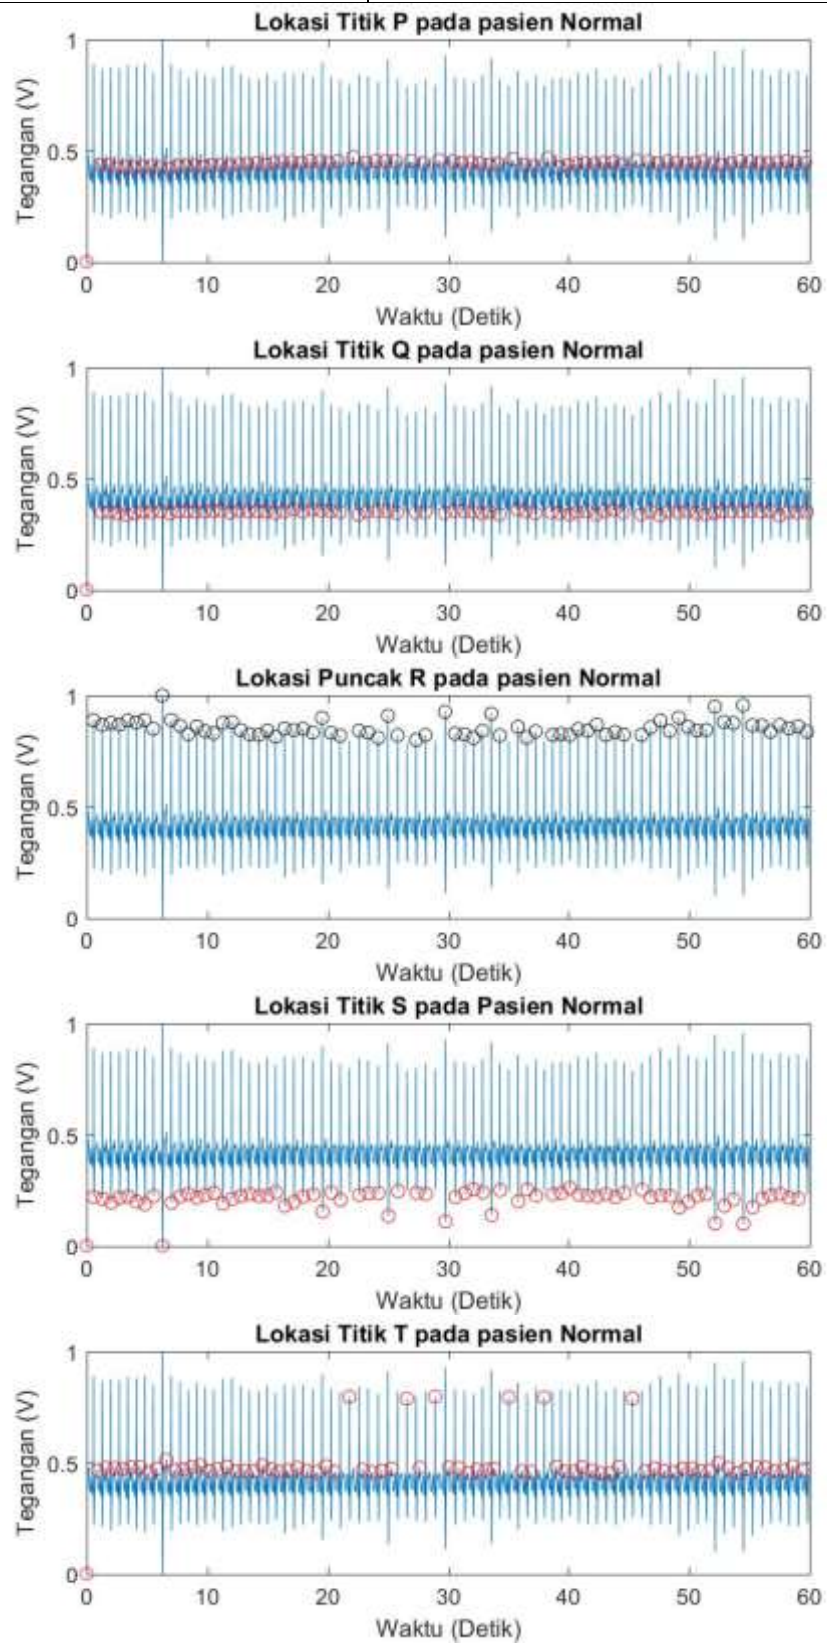 Lokasi Titik P pada pasien Normal
1
0.5
0
Tegangan (V)
0 10 20 30 40 50 60
Waktu (Detik)
Lokasi Titik Q pada pasien Normal
1
0.5
0
Tegangan (V)
0 10 20 30 40 50 60
Waktu (Detik)
Lokasi Puncak R pada pasien Normal
1
0.5
0
Tegangan (V)
0 10 20 30 40 50 60
Waktu (Detik)
Lokasi Titik S pada Pasien Normal
1
0.5
0
Tegangan (V)
0 10 20 30 40 50 60
Waktu (Detik)
Lokasi Titik T pada pasien Normal
1
0.5
0
Tegangan (V)
0 10 20 30 40 50 60
Waktu (Detik)